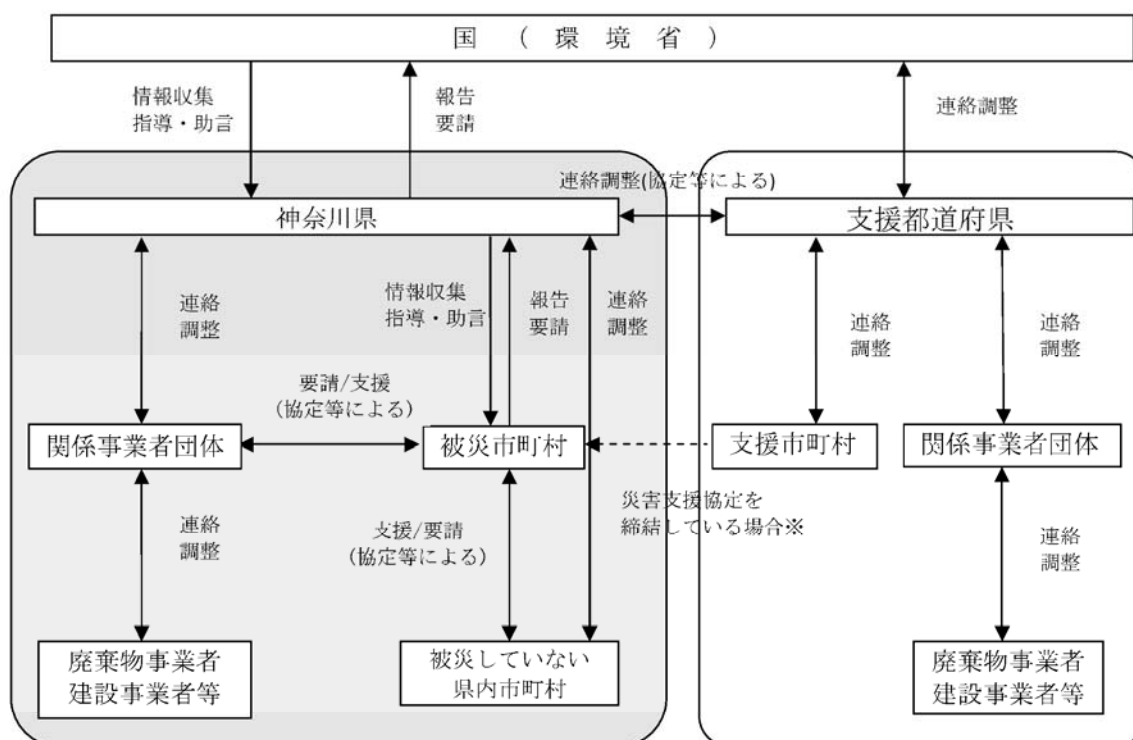 国 （ 環 境 省 ）
情報収集
指導・助言
報告
要請
連絡調整
連絡調整(協定等による)
神奈川県
支援都道府県
連絡
調整
情報収集
指導・助言
報告
要請
連絡
調整
連絡
調整
連絡
調整
要請/支援
（協定等による）
関係事業者団体
被災市町村
支援市町村
関係事業者団体
連絡
調整
支援/要請
（協定等による）
災害支援協定を
締結している場合※
連絡
調整
廃棄物事業者
建設事業者等
被災していない
県内市町村
廃棄物事業者
建設事業者等